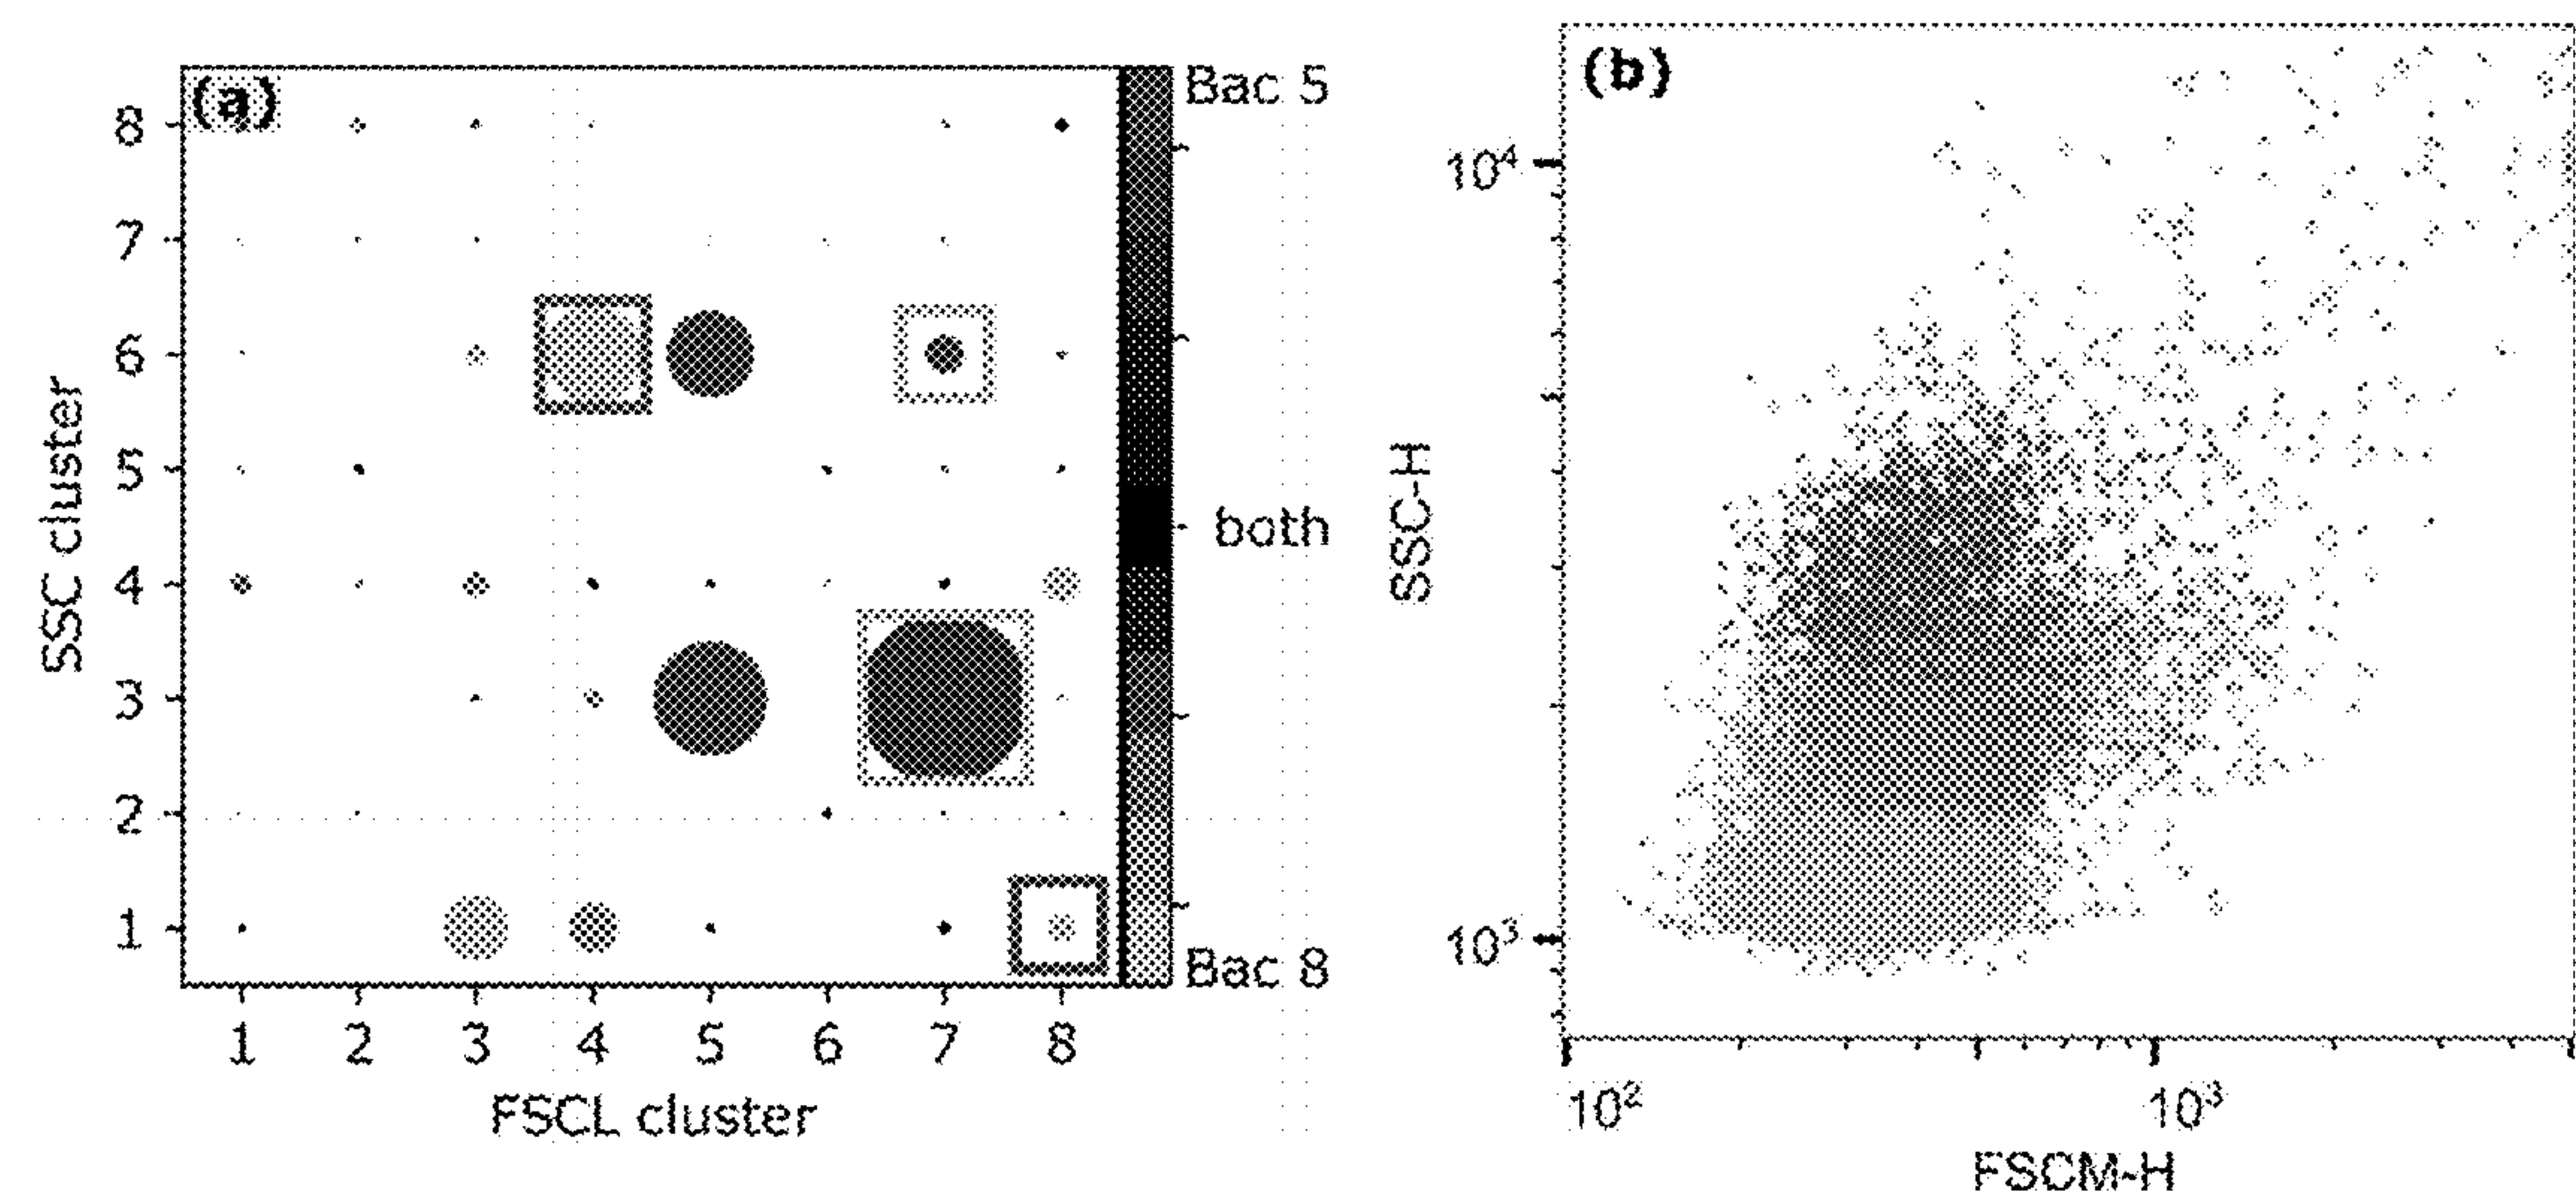 (a)
Bac 5
both
Bac 8
SSC cluster
8
7
6
5
4
3
2
1
1 2 3 4 5 6 7 8
FSCL cluster
(b)
SSC-H
10⁴
10³
10² 10³
FSCM-H